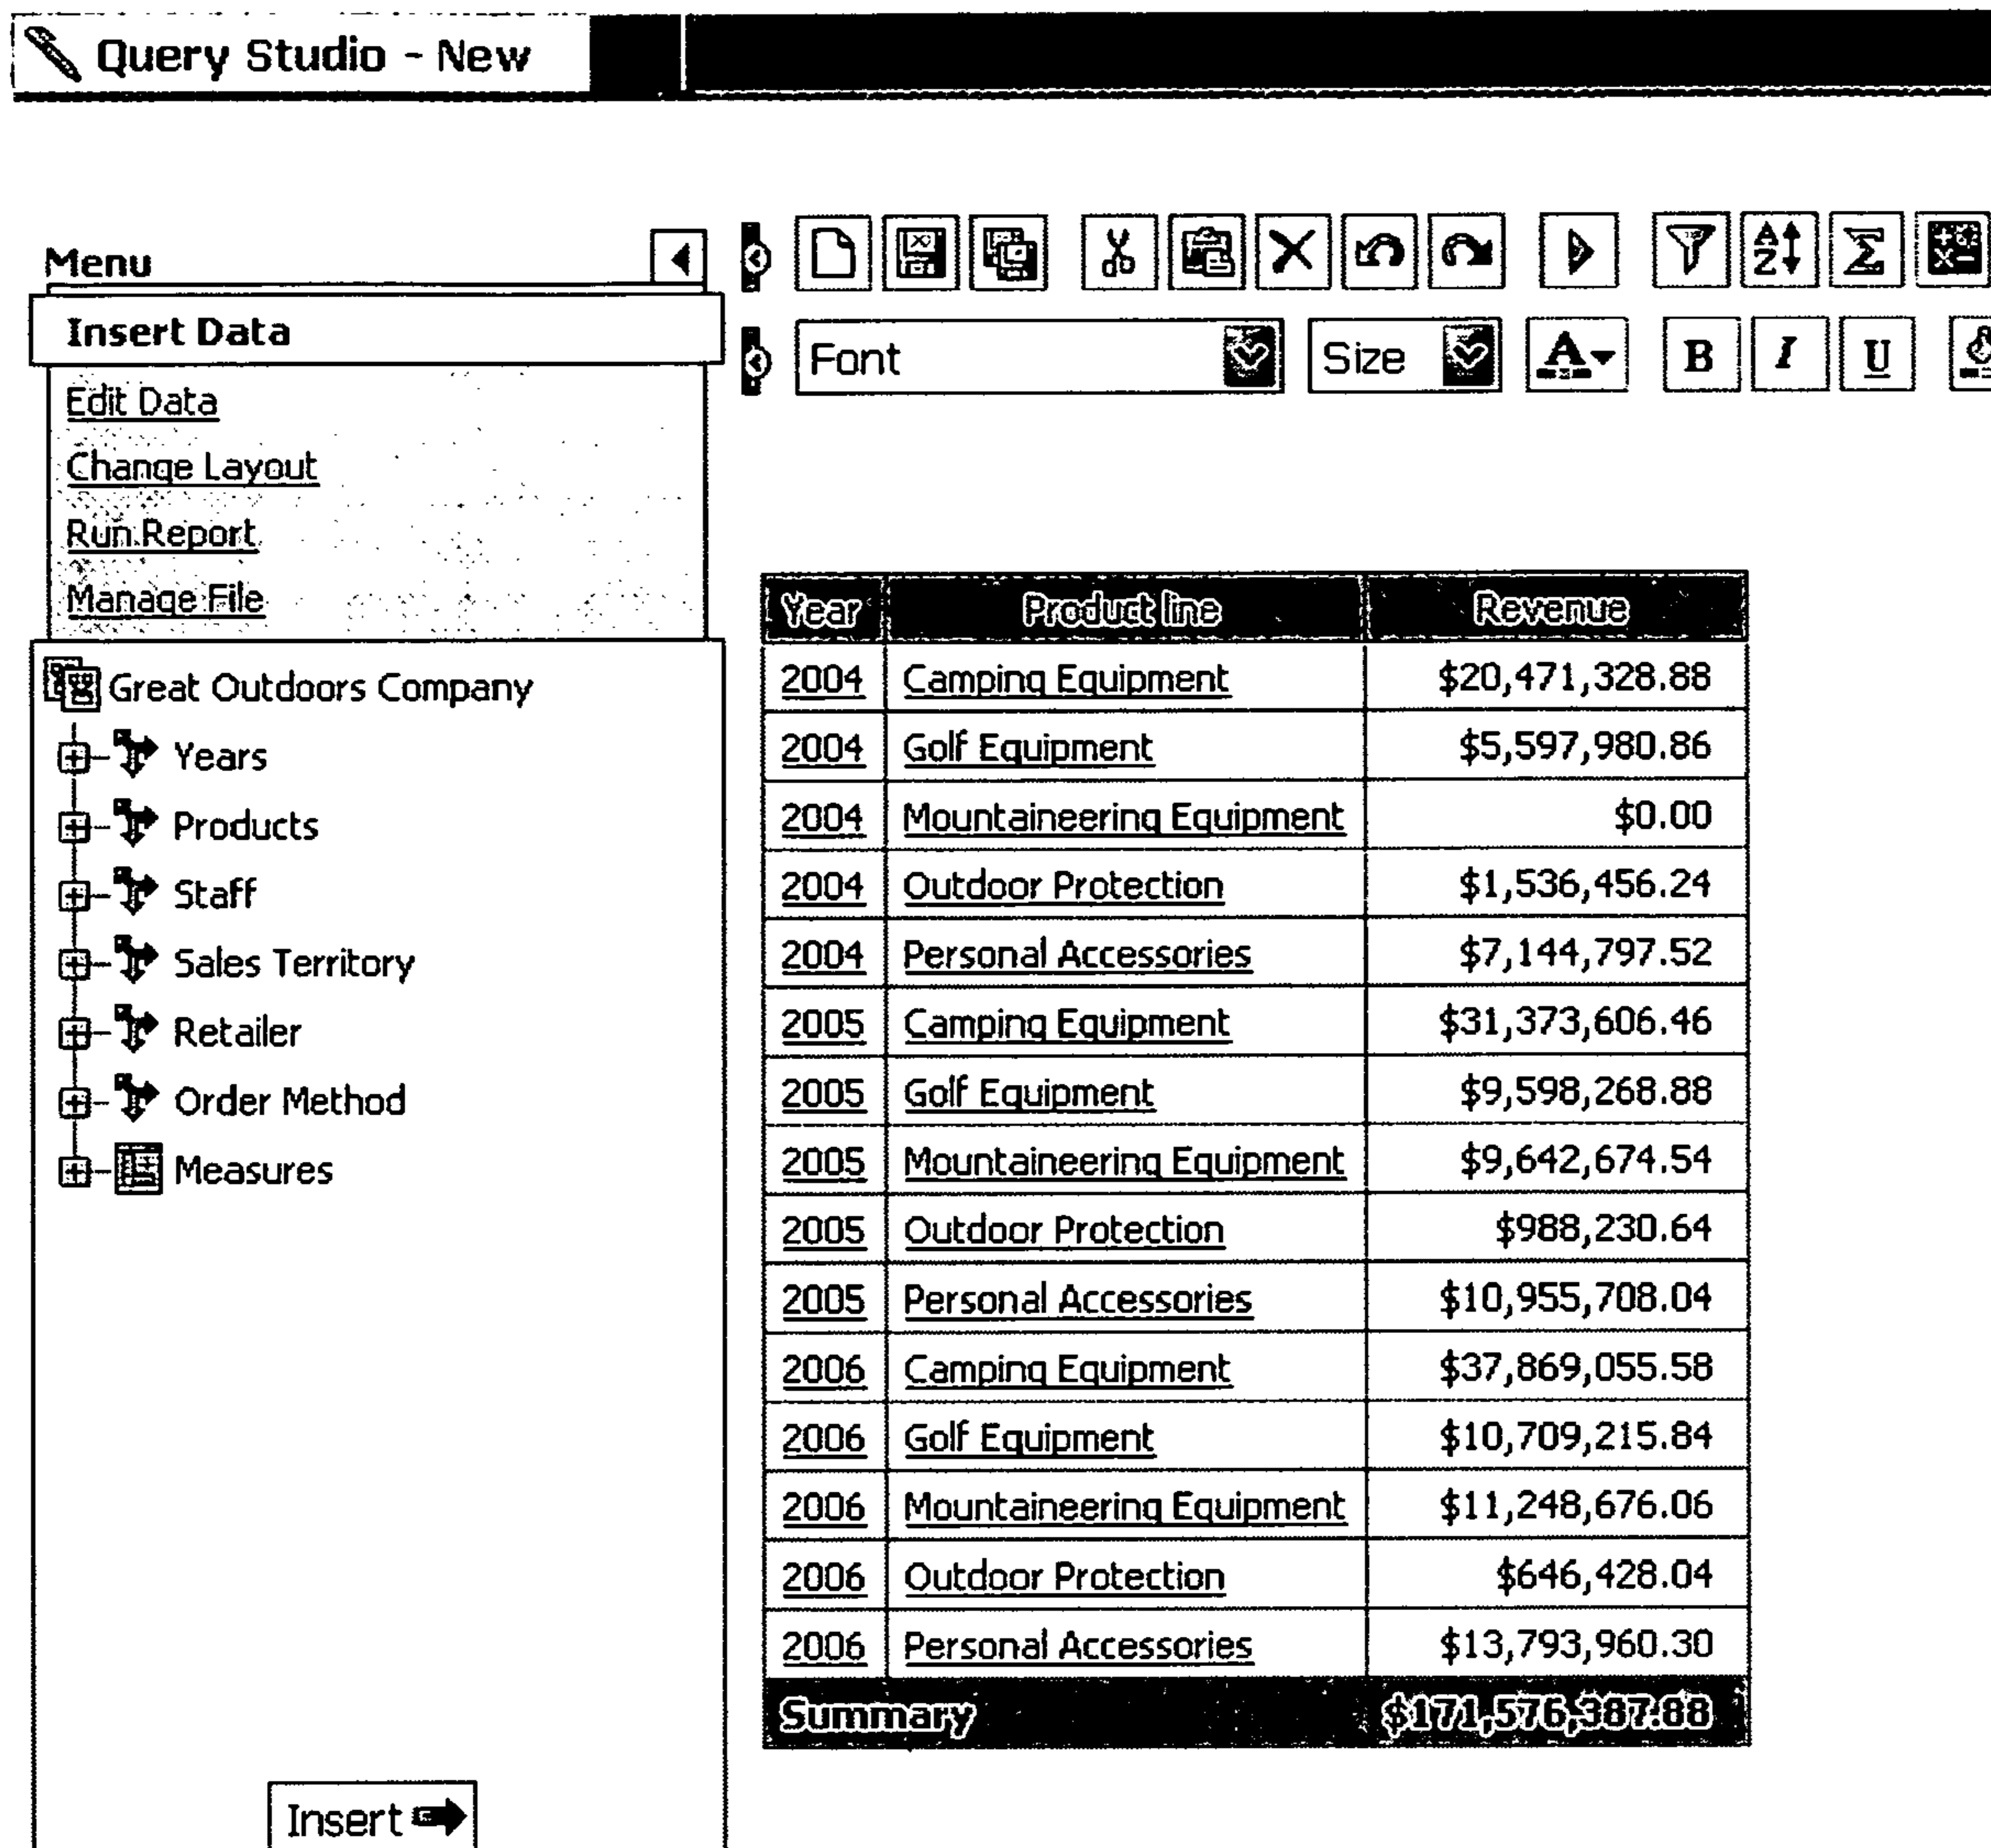 Query Studio - New
Menu
Insert Data
Edit Data
Change Layout
Run Report
Manage File
Great Outdoors Company
Years
Products
Staff
Sales Territory
Retailer
Order Method
Measures
Insert
Font Size A B I U
Year Product line Revenue
2004 Camping Equipment $20,471,328.88
2004 Golf Equipment $5,597,980.86
2004 Mountaineering Equipment $0.00
2004 Outdoor Protection $1,536,456.24
2004 Personal Accessories $7,144,797.52
2005 Camping Equipment $31,373,606.46
2005 Golf Equipment $9,598,268.88
2005 Mountaineering Equipment $9,642,674.54
2005 Outdoor Protection $988,230.64
2005 Personal Accessories $10,955,708.04
2006 Camping Equipment $37,869,055.58
2006 Golf Equipment $10,709,215.84
2006 Mountaineering Equipment $11,248,676.06
2006 Outdoor Protection $646,428.04
2006 Personal Accessories $13,793,960.30
Summary $171,576,387.88